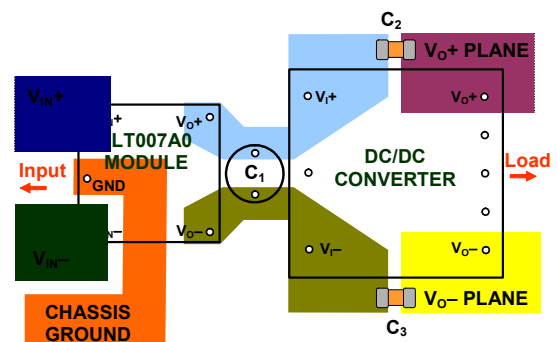 C2
VO+ PLANE
VIN+
VO+
VI+
VO+
LT007A0
MODULE
Input
GND
C1
DC/DC
CONVERTER
Load
VIN–
VO–
VI–
VO–
VO– PLANE
CHASSIS
GROUND
C3